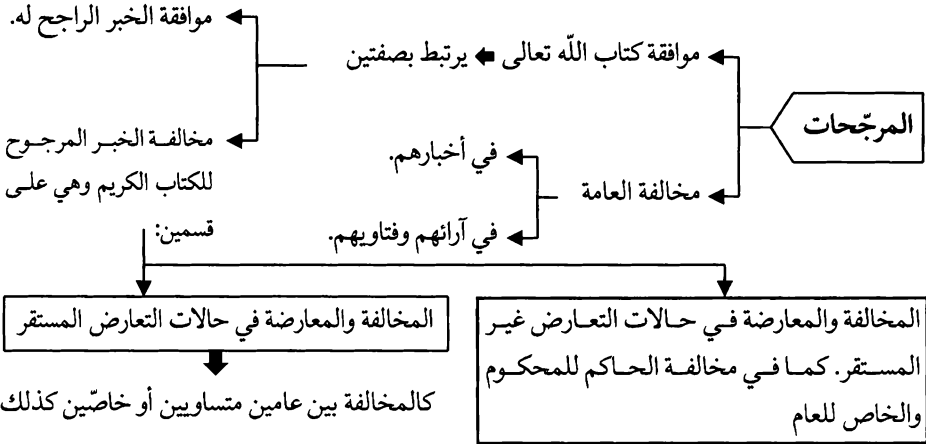 المرجّحات
موافقة كتاب اللّه تعالى يرتبط بصفتين
موافقة الخبر الراجح له.
مخالفة الخبر المرجوح
للكتاب الكريم وهي على
قسمين:
مخالفة العامة
في أخبارهم.
في آرائهم وفتاويهم.
المخالفة والمعارضة في حالات التعارض غير
المستقر. كما في مخالفة الحاكم للمحكوم
والخاص للعام
المخالفة والمعارضة في حالات التعارض المستقر
كالمخالفة بين عامين متساويين أو خاصّين كذلك